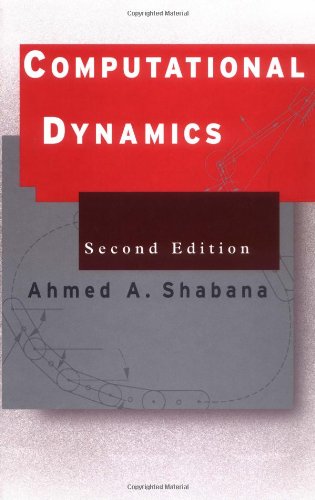 Copyrighted Material
COMPUTATIONAL
DYNAMICS
Second Edition
Ahmed A. Shabana
Copyrighted Material